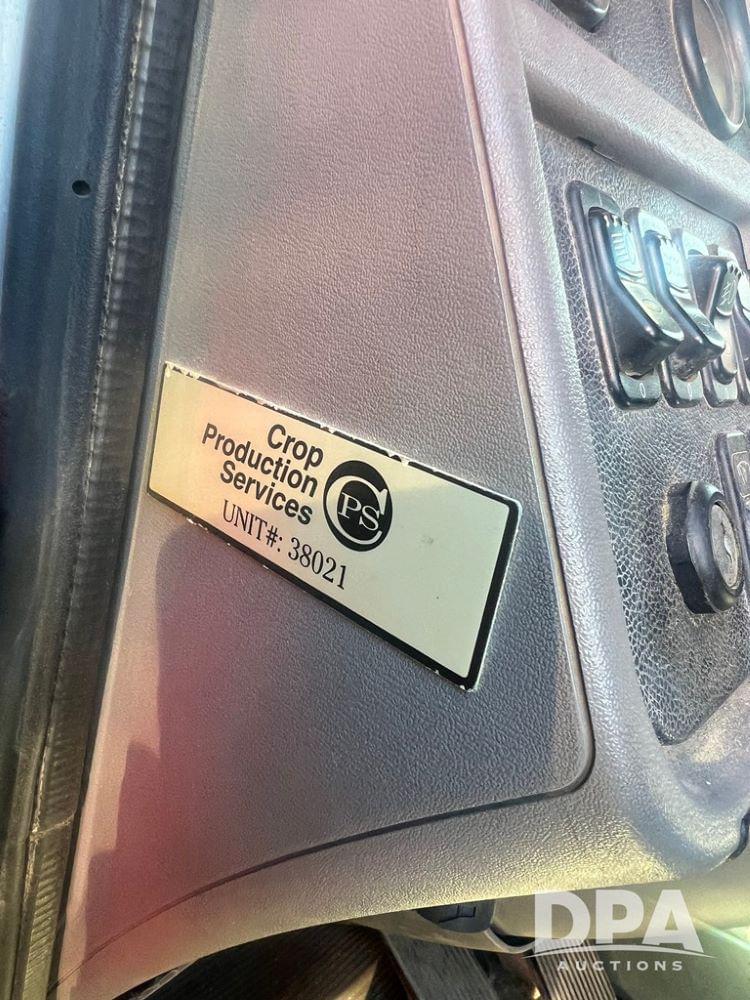 Crop
Production
Services
CPS
UNIT#: 38021
DPA
AUCTIONS